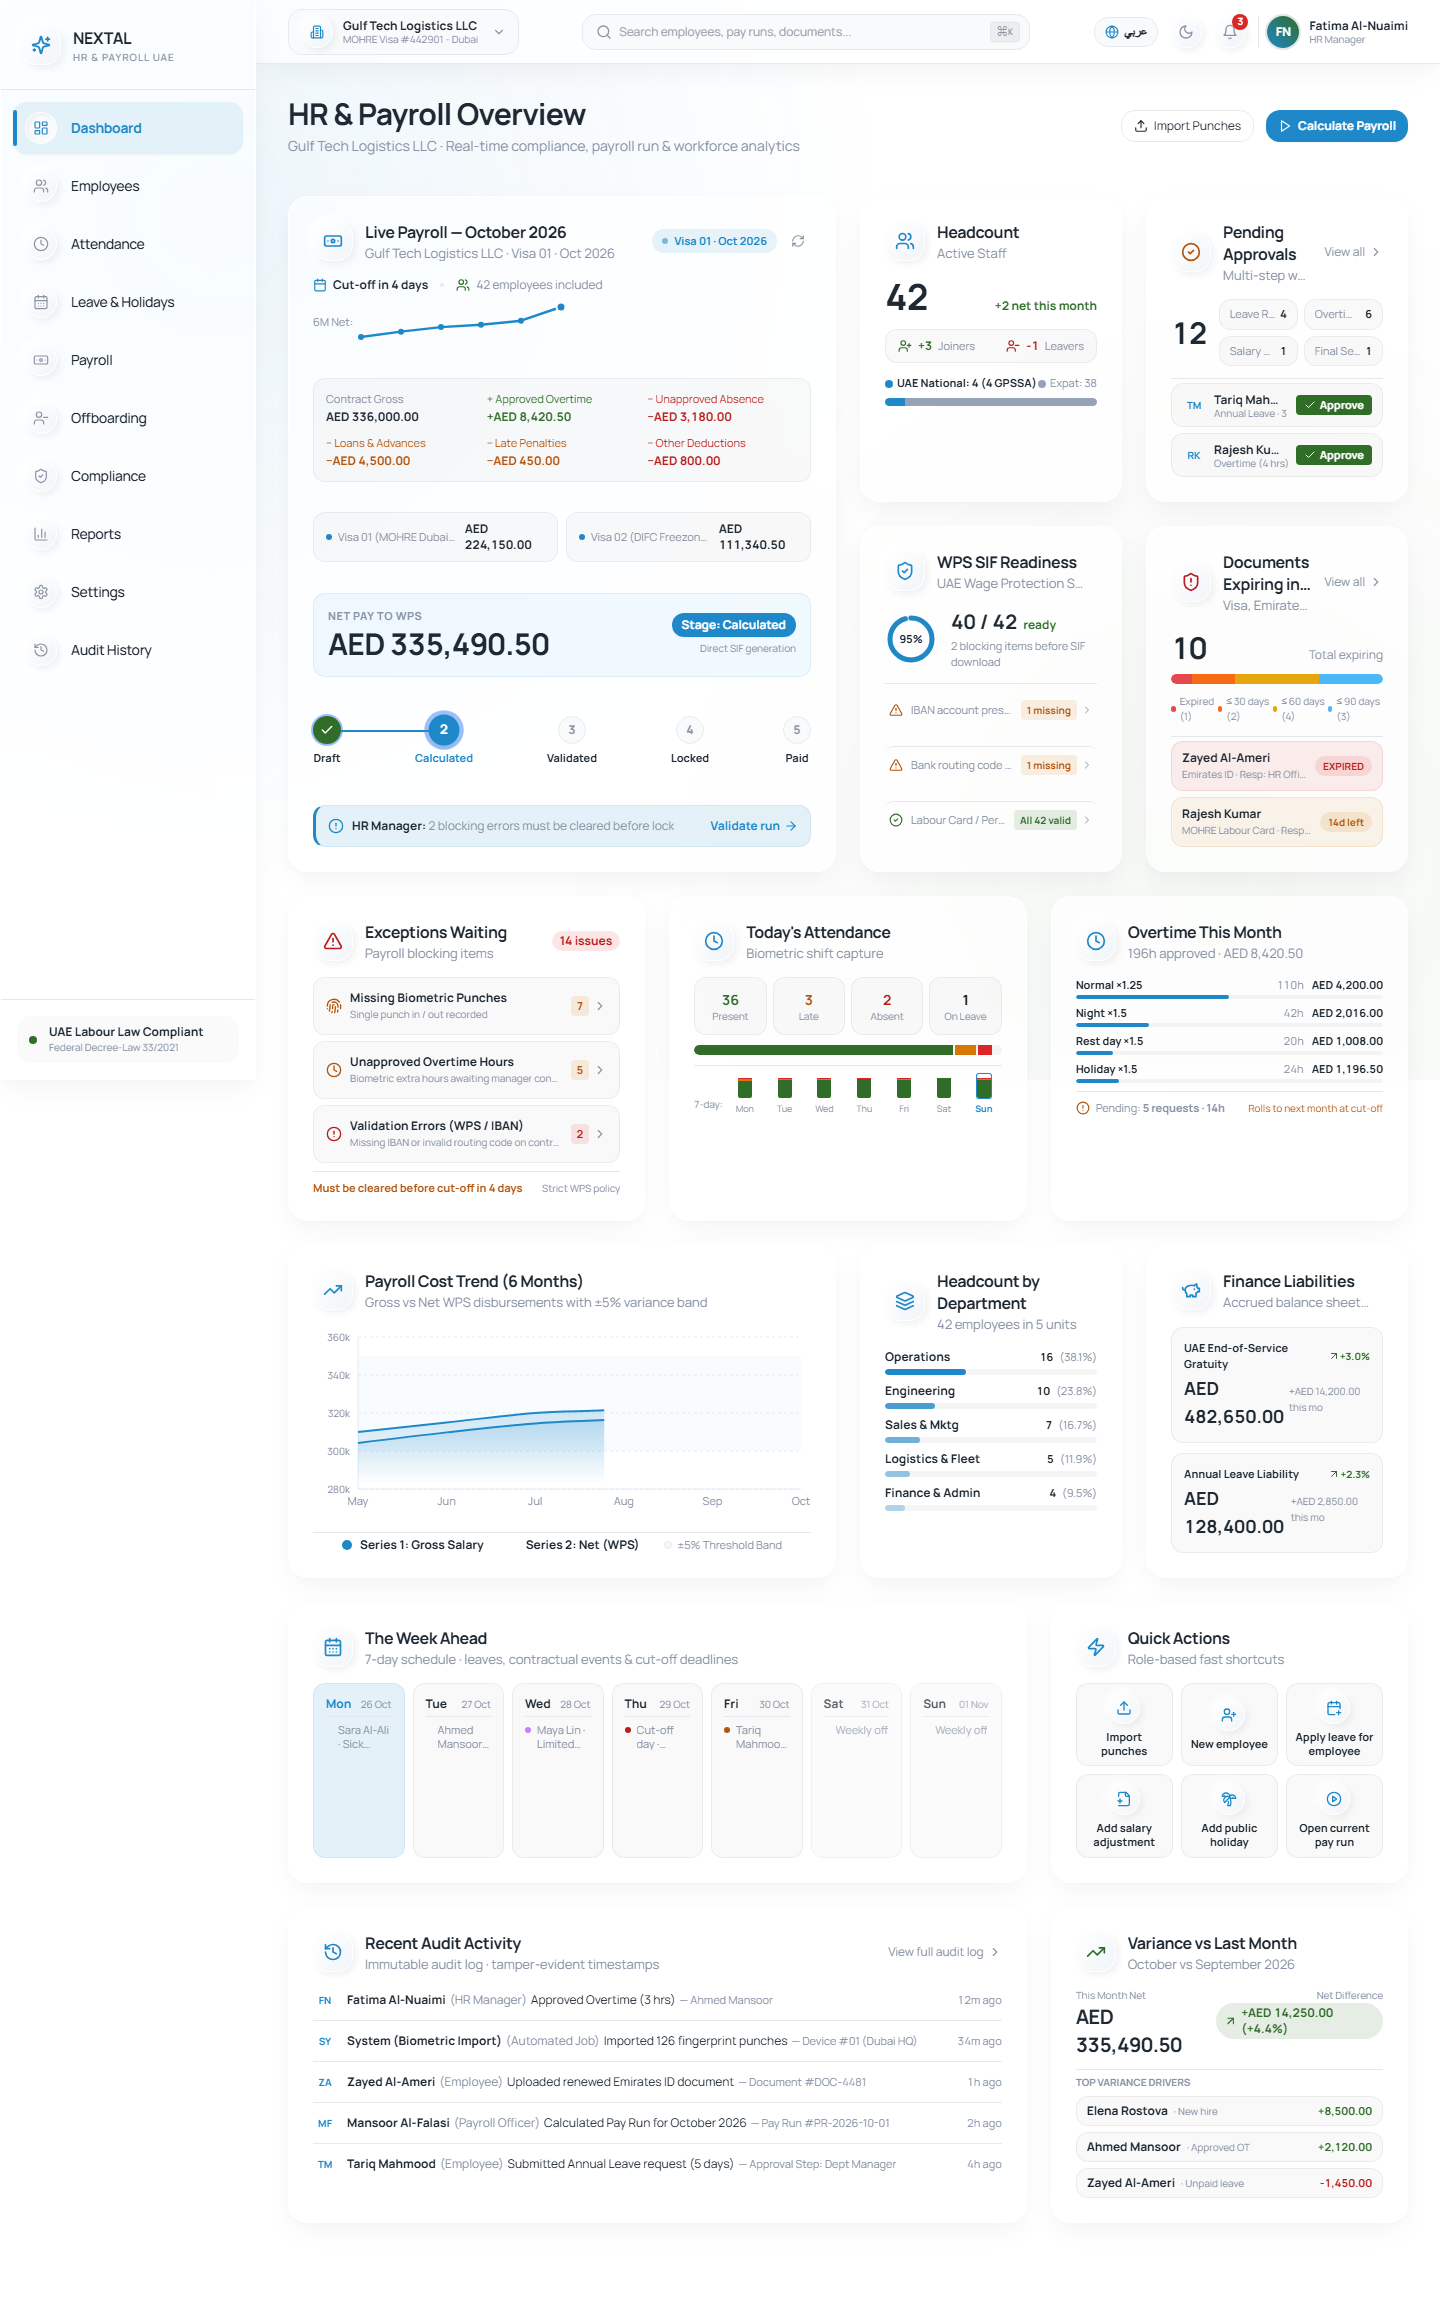 NEXTAL
HR & PAYROLL UAE
Dashboard
Employees
Attendance
Leave & Holidays
Payroll
Offboarding
Compliance
Reports
Settings
Audit History
UAE Labour Law Compliant
Federal Decree-Law 33/2021
Gulf Tech Logistics LLC
MOHRE Visa #442901 - Dubai
Search employees, pay runs, documents...
⌘K
عربي
3
FN
Fatima Al-Nuaimi
HR Manager
HR & Payroll Overview
Gulf Tech Logistics LLC · Real-time compliance, payroll run & workforce analytics
Import Punches
Calculate Payroll
Live Payroll — October 2026
Gulf Tech Logistics LLC · Visa 01 · Oct 2026
Visa 01 · Oct 2026
Cut-off in 4 days
42 employees included
6M Net:
Contract Gross
AED 336,000.00
+ Approved Overtime
+AED 8,420.50
− Unapproved Absence
−AED 3,180.00
− Loans & Advances
−AED 4,500.00
− Late Penalties
−AED 450.00
− Other Deductions
−AED 800.00
Visa 01 (MOHRE Dubai...
AED 224,150.00
Visa 02 (DIFC Freezon...
AED 111,340.50
NET PAY TO WPS
AED 335,490.50
Stage: Calculated
Direct SIF generation
2
3
4
5
Draft
Calculated
Validated
Locked
Paid
HR Manager: 2 blocking errors must be cleared before lock
Validate run
Headcount
Active Staff
42
+2 net this month
+3 Joiners
-1 Leavers
UAE National: 4 (4 GPSSA)
Expat: 38
Pending Approvals
Multi-step w...
View all
12
Leave R... 4
Overti... 6
Salary ... 1
Final Se... 1
TM
Tariq Mah...
Annual Leave · 3
Approve
RK
Rajesh Ku...
Overtime (4 hrs)
Approve
WPS SIF Readiness
UAE Wage Protection S...
95%
40 / 42 ready
2 blocking items before SIF download
IBAN account pres...
1 missing
Bank routing code ...
1 missing
Labour Card / Per...
All 42 valid
Documents Expiring in...
Visa, Emirate...
View all
10
Total expiring
Expired (1)
≤ 30 days (2)
≤ 60 days (4)
≤ 90 days (3)
Zayed Al-Ameri
Emirates ID · Resp: HR Offi...
EXPIRED
Rajesh Kumar
MOHRE Labour Card · Resp...
14d left
Exceptions Waiting
Payroll blocking items
14 issues
Missing Biometric Punches
Single punch in / out recorded
7
Unapproved Overtime Hours
Biometric extra hours awaiting manager con...
5
Validation Errors (WPS / IBAN)
Missing IBAN or invalid routing code on contr...
2
Must be cleared before cut-off in 4 days
Strict WPS policy
Today's Attendance
Biometric shift capture
36
Present
3
Late
2
Absent
1
On Leave
7-day:
Mon
Tue
Wed
Thu
Fri
Sat
Sun
Overtime This Month
196h approved · AED 8,420.50
Normal ×1.25
110h AED 4,200.00
Night ×1.5
42h AED 2,016.00
Rest day ×1.5
20h AED 1,008.00
Holiday ×1.5
24h AED 1,196.50
Pending: 5 requests · 14h
Rolls to next month at cut-off
Payroll Cost Trend (6 Months)
Gross vs Net WPS disbursements with ±5% variance band
360k
340k
320k
300k
280k
May
Jun
Jul
Aug
Sep
Oct
Series 1: Gross Salary
Series 2: Net (WPS)
±5% Threshold Band
Headcount by Department
42 employees in 5 units
Operations
16 (38.1%)
Engineering
10 (23.8%)
Sales & Mktg
7 (16.7%)
Logistics & Fleet
5 (11.9%)
Finance & Admin
4 (9.5%)
Finance Liabilities
Accrued balance sheet...
UAE End-of-Service Gratuity
+3.0%
AED 482,650.00
+AED 14,200.00 this mo
Annual Leave Liability
+2.3%
AED 128,400.00
+AED 2,850.00 this mo
The Week Ahead
7-day schedule · leaves, contractual events & cut-off deadlines
Mon 26 Oct
Sara Al-Ali · Sick...
Tue 27 Oct
Ahmed Mansoor...
Wed 28 Oct
Maya Lin · Limited...
Thu 29 Oct
Cut-off day ·...
Fri 30 Oct
Tariq Mahmoo...
Sat 31 Oct
Weekly off
Sun 01 Nov
Weekly off
Quick Actions
Role-based fast shortcuts
Import punches
New employee
Apply leave for employee
Add salary adjustment
Add public holiday
Open current pay run
Recent Audit Activity
Immutable audit log · tamper-evident timestamps
View full audit log
FN Fatima Al-Nuaimi (HR Manager) Approved Overtime (3 hrs) — Ahmed Mansoor 12m ago
SY System (Biometric Import) (Automated Job) Imported 126 fingerprint punches — Device #01 (Dubai HQ) 34m ago
ZA Zayed Al-Ameri (Employee) Uploaded renewed Emirates ID document — Document #DOC-4481 1h ago
MF Mansoor Al-Falasi (Payroll Officer) Calculated Pay Run for October 2026 — Pay Run #PR-2026-10-01 2h ago
TM Tariq Mahmood (Employee) Submitted Annual Leave request (5 days) — Approval Step: Dept Manager 4h ago
Variance vs Last Month
October vs September 2026
This Month Net
Net Difference
AED 335,490.50
+AED 14,250.00 (+4.4%)
TOP VARIANCE DRIVERS
Elena Rostova · New hire +8,500.00
Ahmed Mansoor · Approved OT +2,120.00
Zayed Al-Ameri · Unpaid leave -1,450.00